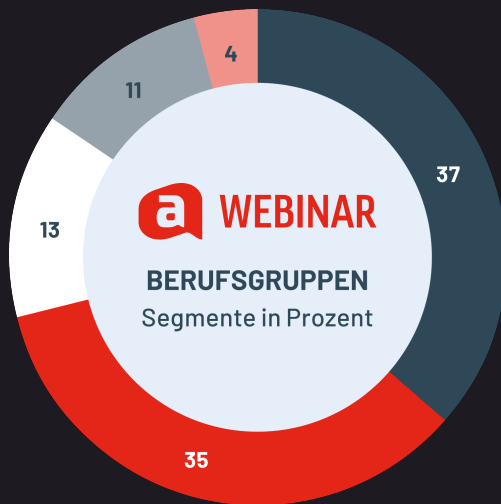 4
11
37
13
a WEBINAR
BERUFSGRUPPEN
Segmente in Prozent
35